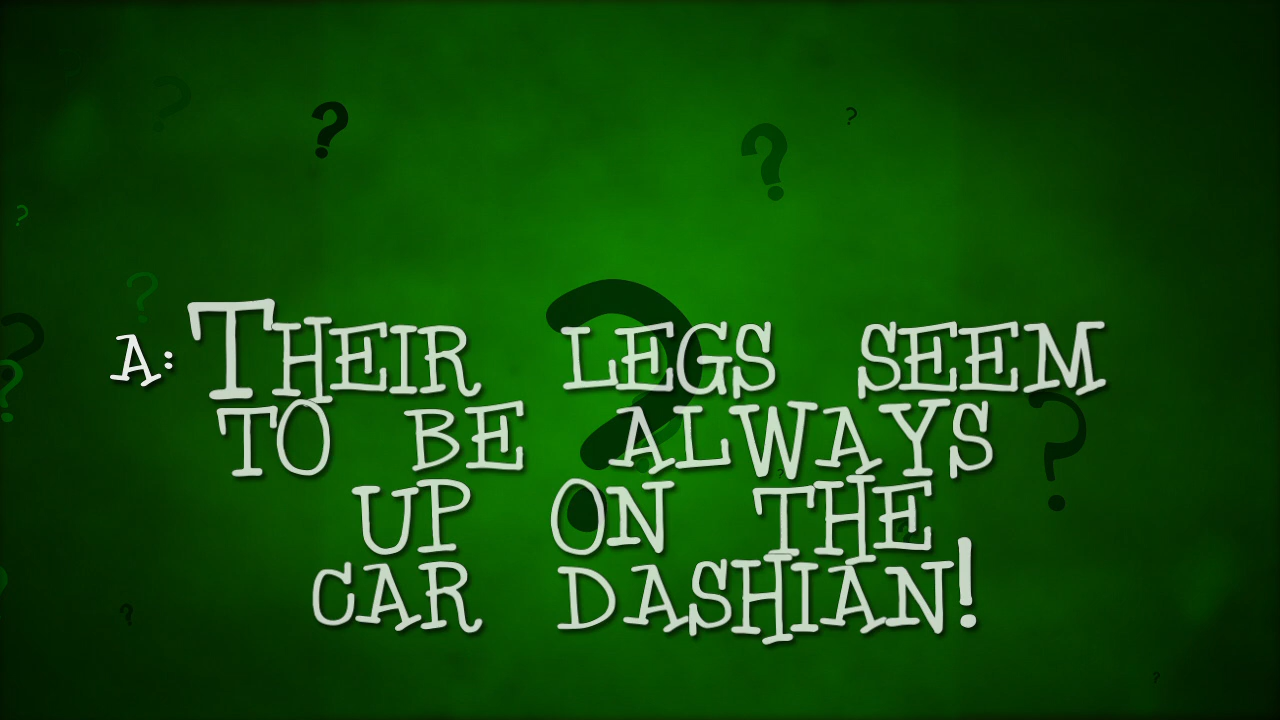 A: THEIR LEGS SEEM
TO BE ALWAYS
UP ON THE
CAR DASHIAN!